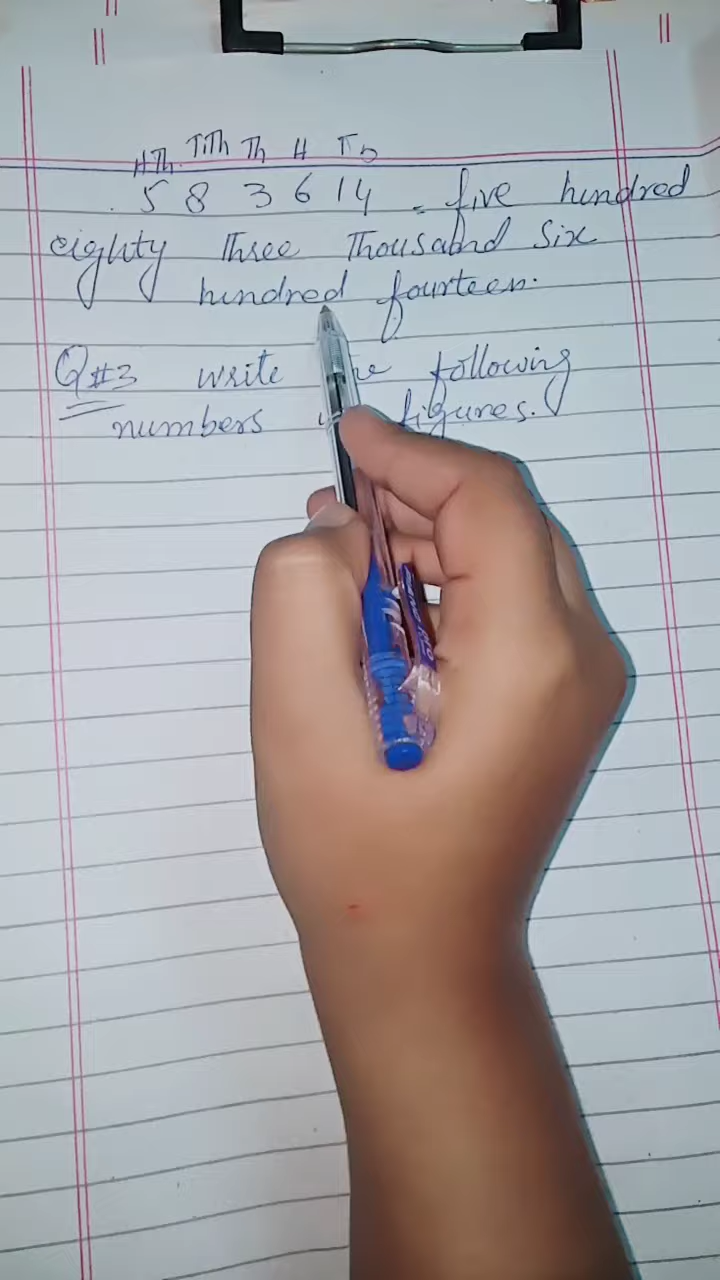 HTh. T.Th Th H T O
5 8 3 6 1 4 = five hundred
eighty Three Thousand Six
hundred fourteen.
Q#3 write following
numbers figures.